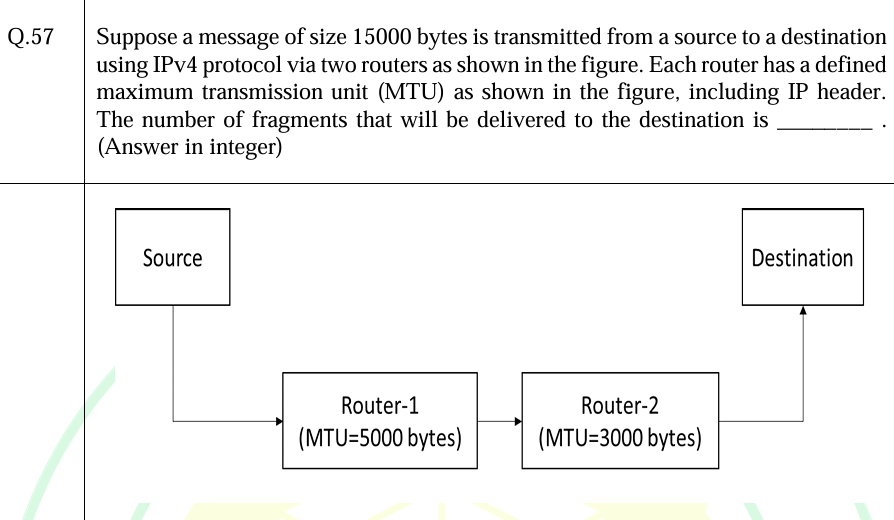 Q.57 Suppose a message of size 15000 bytes is transmitted from a source to a destination
using IPv4 protocol via two routers as shown in the figure. Each router has a defined
maximum transmission unit (MTU) as shown in the figure, including IP header.
The number of fragments that will be delivered to the destination is ________ .
(Answer in integer)
Source
Destination
Router-1
(MTU=5000 bytes)
Router-2
(MTU=3000 bytes)